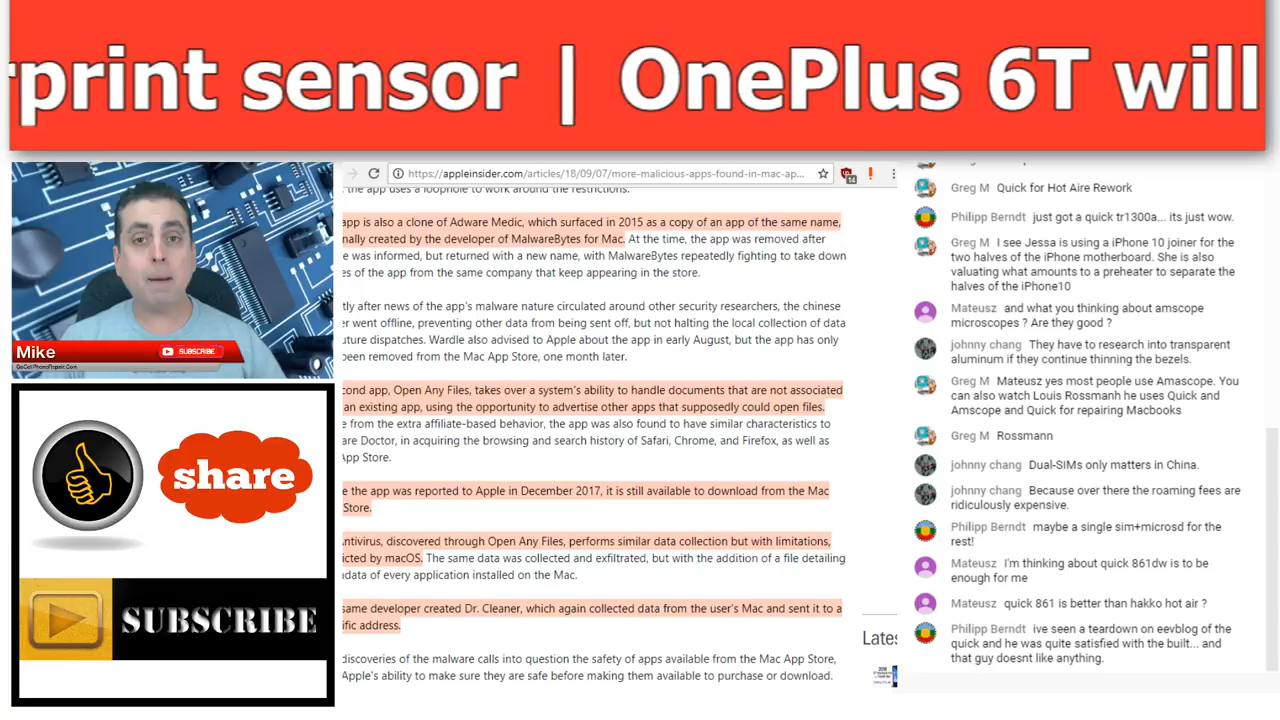 rprint sensor | OnePlus 6T will
Mike
SUBSCRIBE
GoCellPhoneRepair.Com
share
SUBSCRIBE
https://appleinsider.com/articles/18/09/07/more-malicious-apps-found-in-mac-ap...
14
the app uses a loophole to work around the restrictions.
app is also a clone of Adware Medic, which surfaced in 2015 as a copy of an app of the same name,
nally created by the developer of MalwareBytes for Mac. At the time, the app was removed after
e was informed, but returned with a new name, with MalwareBytes repeatedly fighting to take down
es of the app from the same company that keep appearing in the store.
tly after news of the app's malware nature circulated around other security researchers, the chinese
er went offline, preventing other data from being sent off, but not halting the local collection of data
uture dispatches. Wardle also advised to Apple about the app in early August, but the app has only
been removed from the Mac App Store, one month later.
ond app, Open Any Files, takes over a system's ability to handle documents that are not associated
an existing app, using the opportunity to advertise other apps that supposedly could open files.
e from the extra affiliate-based behavior, the app was also found to have similar characteristics to
are Doctor, in acquiring the browsing and search history of Safari, Chrome, and Firefox, as well as
App Store.
e the app was reported to Apple in December 2017, it is still available to download from the Mac
Store.
Antivirus, discovered through Open Any Files, performs similar data collection but with limitations,
icted by macOS. The same data was collected and exfiltrated, but with the addition of a file detailing
adata of every application installed on the Mac.
same developer created Dr. Cleaner, which again collected data from the user's Mac and sent it to a
ific address.
discoveries of the malware calls into question the safety of apps available from the Mac App Store,
Apple's ability to make sure they are safe before making them available to purchase or download.
Lates
Greg M Quick for Hot Aire Rework
Philipp Berndt just got a quick tr1300a... its just wow.
Greg M I see Jessa is using a iPhone 10 joiner for the
two halves of the iPhone motherboard. She is also
valuating what amounts to a preheater to separate the
halves of the iPhone10
Mateusz and what you thinking about amscope
microscopes ? Are they good ?
johnny chang They have to research into transparent
aluminum if they continue thinning the bezels.
Greg M Mateusz yes most people use Amascope. You
can also watch Louis Rossmanh he uses Quick and
Amscope and Quick for repairing Macbooks
Greg M Rossmann
johnny chang Dual-SIMs only matters in China.
johnny chang Because over there the roaming fees are
ridiculously expensive.
Philipp Berndt maybe a single sim+microsd for the
rest!
Mateusz I'm thinking about quick 861dw is to be
enough for me
Mateusz quick 861 is better than hakko hot air ?
Philipp Berndt ive seen a teardown on eevblog of the
quick and he was quite satisfied with the built... and
that guy doesnt like anything.